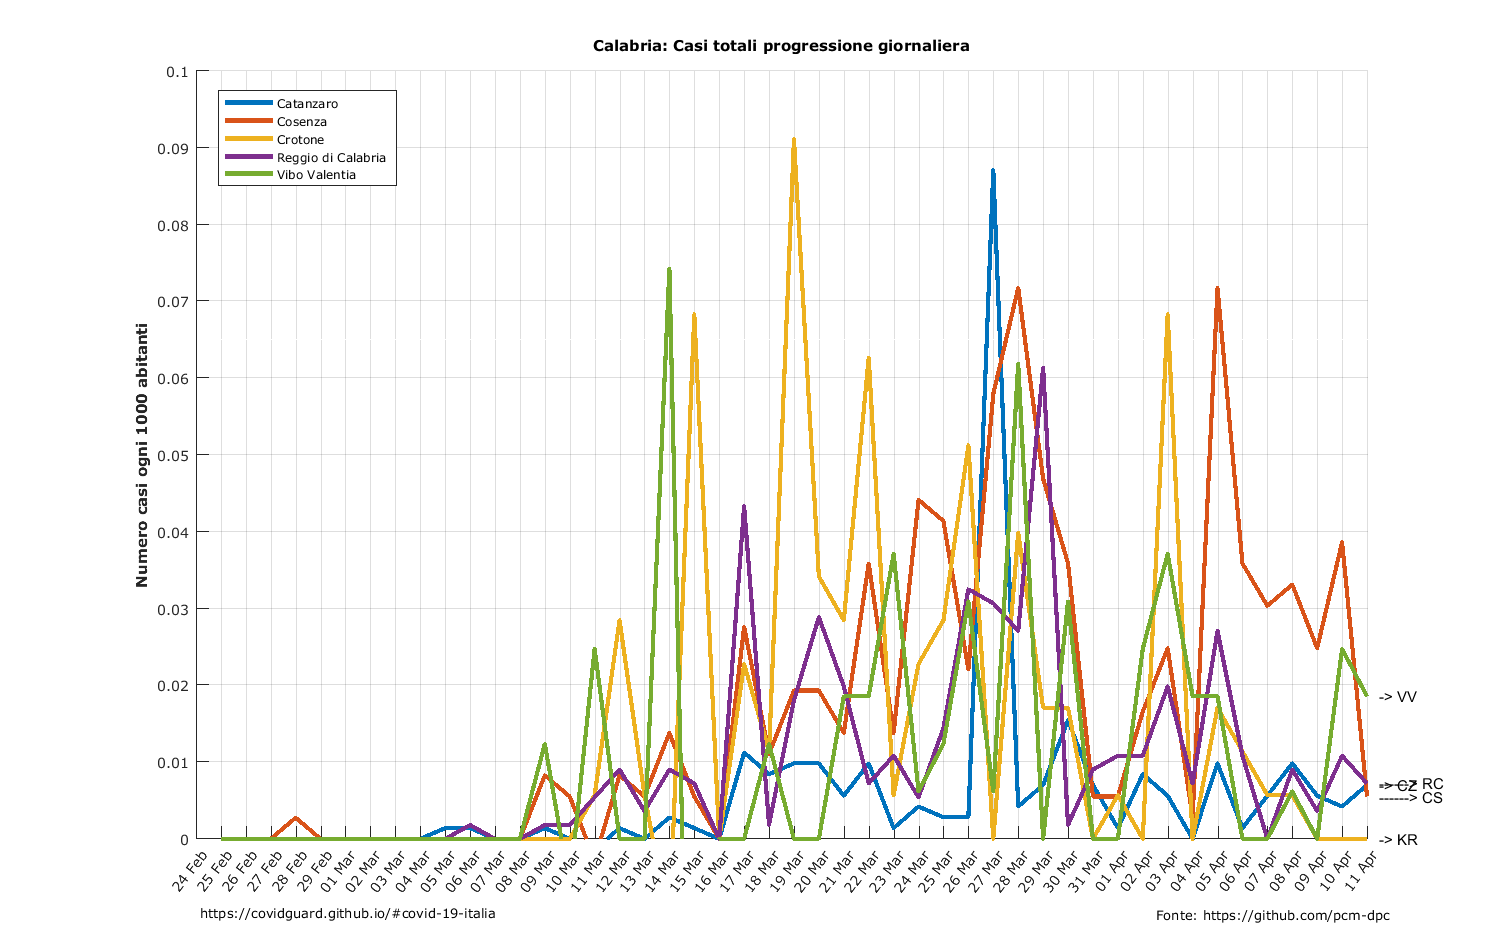 Calabria: Casi totali progressione giornaliera
Numero casi ogni 1000 abitanti
0.1
0.09
0.08
0.07
0.06
0.05
0.04
0.03
0.02
0.01
0
Catanzaro
Cosenza
Crotone
Reggio di Calabria
Vibo Valentia
-> VV
-> CZ
------> RC
------> CS
-> KR
24 Feb
25 Feb
26 Feb
27 Feb
28 Feb
29 Feb
01 Mar
02 Mar
03 Mar
04 Mar
05 Mar
06 Mar
07 Mar
08 Mar
09 Mar
10 Mar
11 Mar
12 Mar
13 Mar
14 Mar
15 Mar
16 Mar
17 Mar
18 Mar
19 Mar
20 Mar
21 Mar
22 Mar
23 Mar
24 Mar
25 Mar
26 Mar
27 Mar
28 Mar
29 Mar
30 Mar
31 Mar
01 Apr
02 Apr
03 Apr
04 Apr
05 Apr
06 Apr
07 Apr
08 Apr
09 Apr
10 Apr
11 Apr
https://covidguard.github.io/#covid-19-italia
Fonte: https://github.com/pcm-dpc